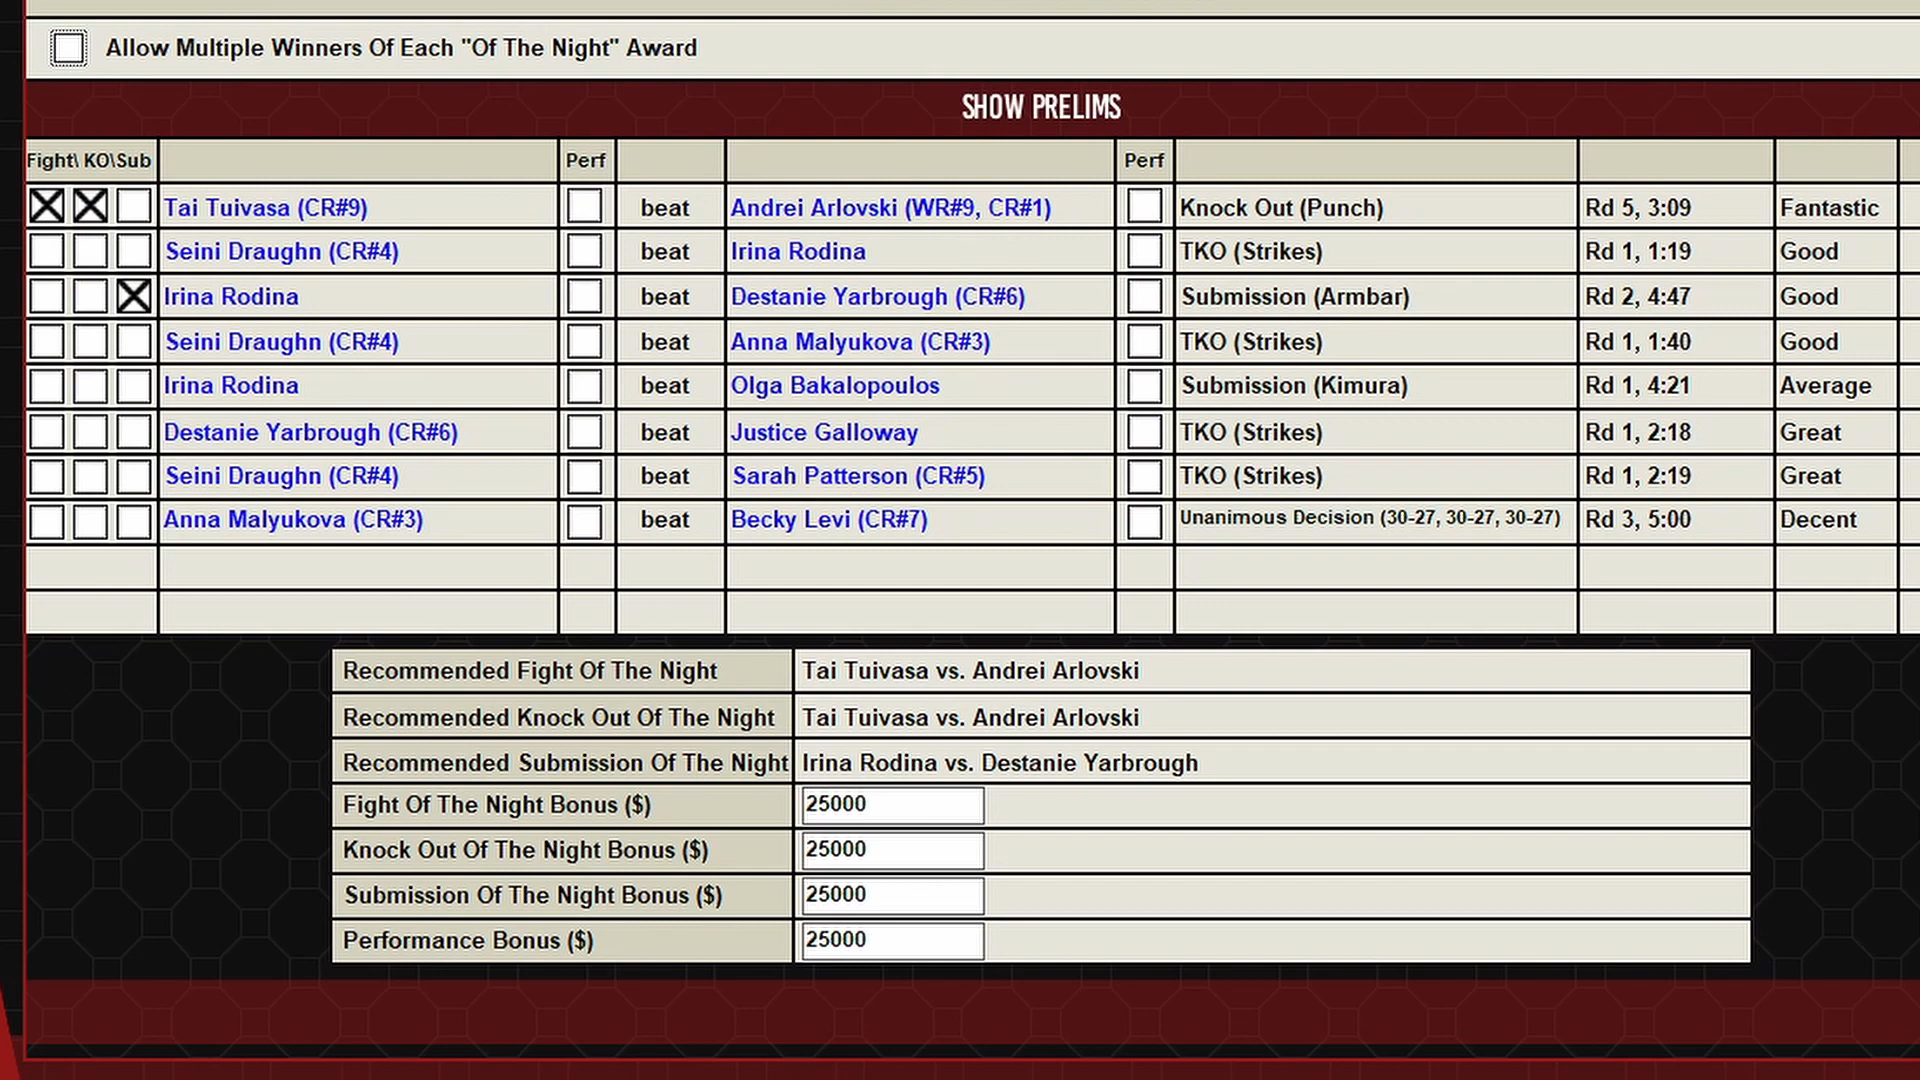 Allow Multiple Winners Of Each "Of The Night" Award
SHOW PRELIMS
Fight\ KO\Sub Perf Perf
Tai Tuivasa (CR#9) beat Andrei Arlovski (WR#9, CR#1) Knock Out (Punch) Rd 5, 3:09 Fantastic
Seini Draughn (CR#4) beat Irina Rodina TKO (Strikes) Rd 1, 1:19 Good
Irina Rodina beat Destanie Yarbrough (CR#6) Submission (Armbar) Rd 2, 4:47 Good
Seini Draughn (CR#4) beat Anna Malyukova (CR#3) TKO (Strikes) Rd 1, 1:40 Good
Irina Rodina beat Olga Bakalopoulos Submission (Kimura) Rd 1, 4:21 Average
Destanie Yarbrough (CR#6) beat Justice Galloway TKO (Strikes) Rd 1, 2:18 Great
Seini Draughn (CR#4) beat Sarah Patterson (CR#5) TKO (Strikes) Rd 1, 2:19 Great
Anna Malyukova (CR#3) beat Becky Levi (CR#7) Unanimous Decision (30-27, 30-27, 30-27) Rd 3, 5:00 Decent
Recommended Fight Of The Night Tai Tuivasa vs. Andrei Arlovski
Recommended Knock Out Of The Night Tai Tuivasa vs. Andrei Arlovski
Recommended Submission Of The Night Irina Rodina vs. Destanie Yarbrough
Fight Of The Night Bonus ($) 25000
Knock Out Of The Night Bonus ($) 25000
Submission Of The Night Bonus ($) 25000
Performance Bonus ($) 25000